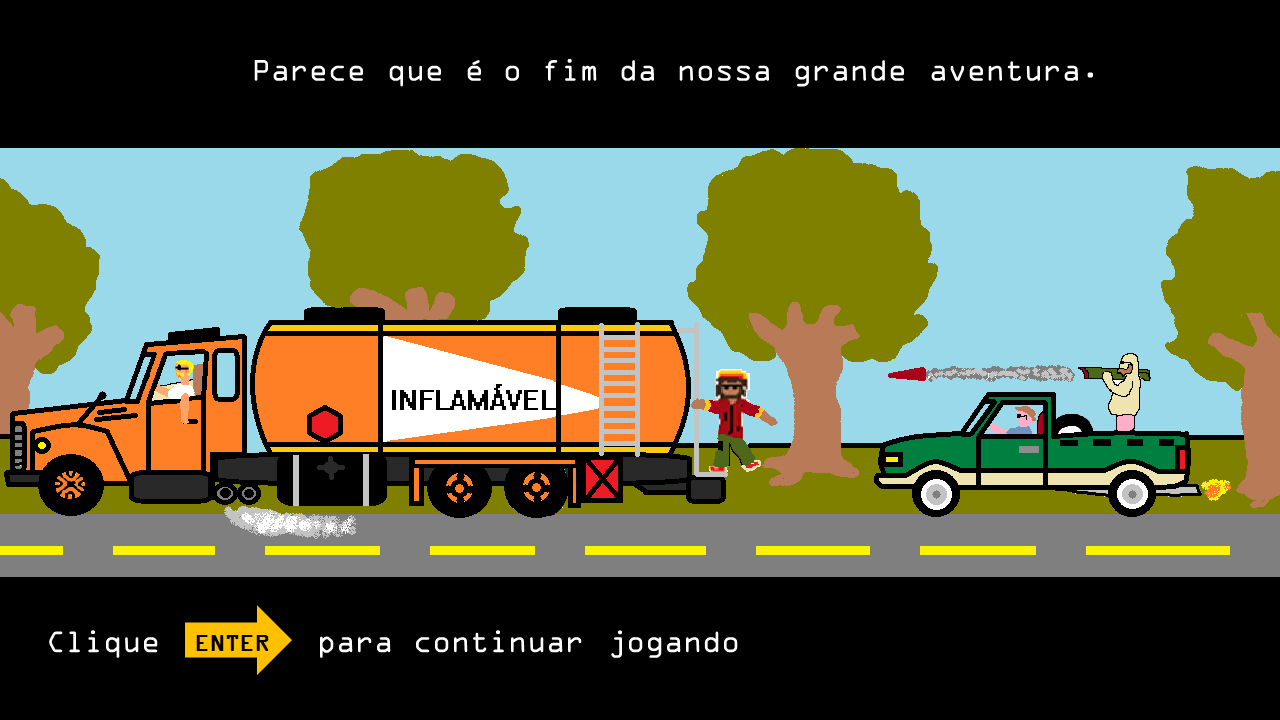 Parece que é o fim da nossa grande aventura.
INFLAMÁVEL
Clique ENTER para continuar jogando